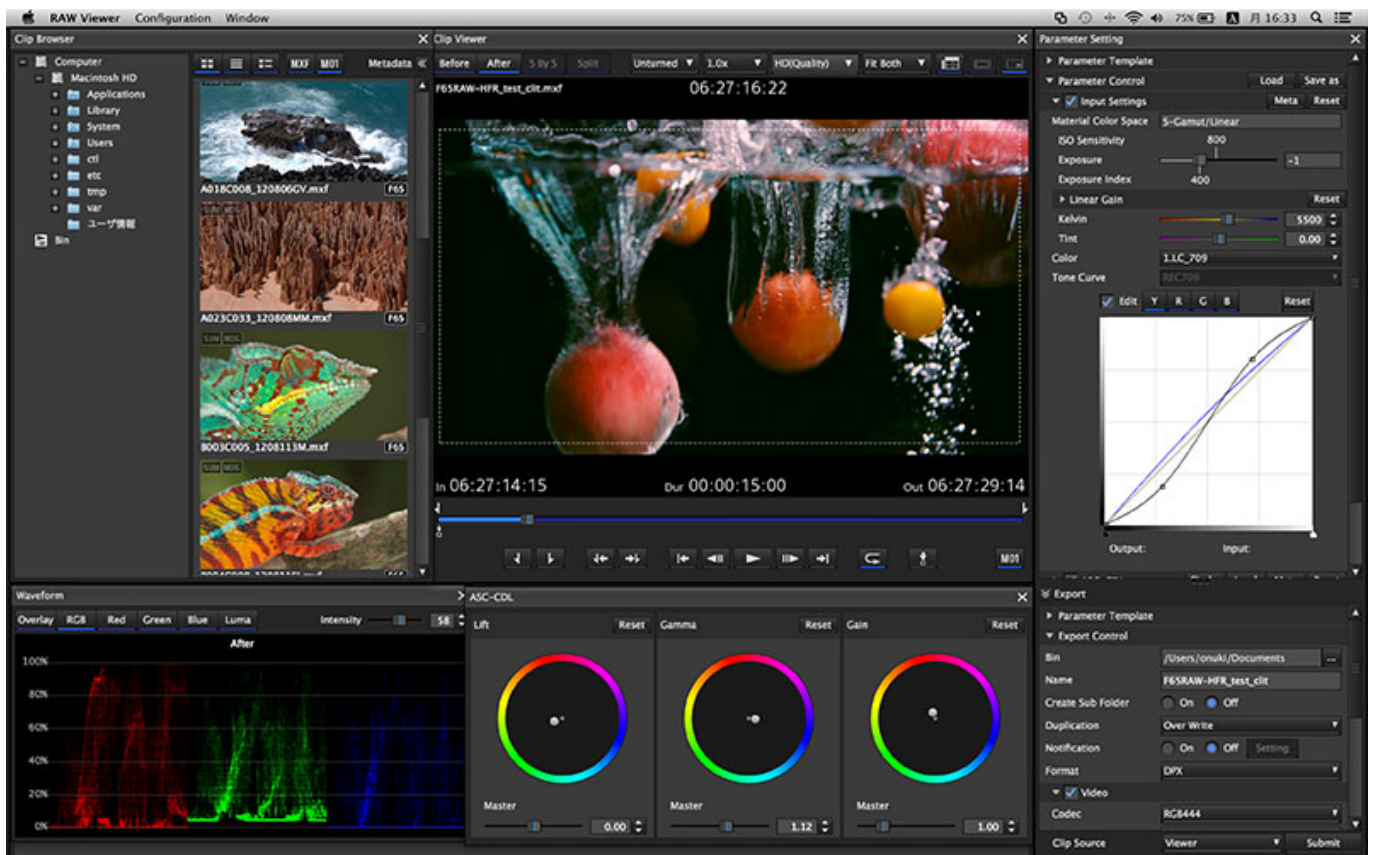 RAW Viewer Configuration Window 75% A 月 16:33
Clip Browser
Computer
Macintosh HD
Applications
Library
System
Users
ctl
etc
tmp
var
ユーザ情報
Bin
MXF M01 Metadata
A018C008_120806GV.mxf F65
A023C033_120808MM.mxf F65
B003C005_1208113M.mxf F65
Clip Viewer
Before After S By S Split Unturned 1.0x HD(Quality) Fit Both
F65RAW-HFR_test_clit.mxf 06:27:16:22
In 06:27:14:15 Dur 00:00:15:00 Out 06:27:29:14
M01
Parameter Setting
Parameter Template
Parameter Control Load Save as
Input Settings Meta Reset
Material Color Space S-Gamut/Linear
ISO Sensitivity 800
Exposure -1
Exposure Index 400
Linear Gain Reset
Kelvin 5500
Tint 0.00
Color 1.LC_709
Tone Curve REC709
Edit Y R G B Reset
Output: Input:
Waveform
Overlay RGB Red Green Blue Luma Intensity 58
After
100%
80%
60%
40%
20%
0%
ASC-CDL
Lift Reset Gamma Reset Gain Reset
Master Master Master
0.00 1.12 1.00
Export
Parameter Template
Export Control
Bin /Users/onuki/Documents ...
Name F65RAW-HFR_test_clit
Create Sub Folder On Off
Duplication Over Write
Notification On Off Setting
Format DPX
Video
Codec RGB444
Clip Source Viewer Submit